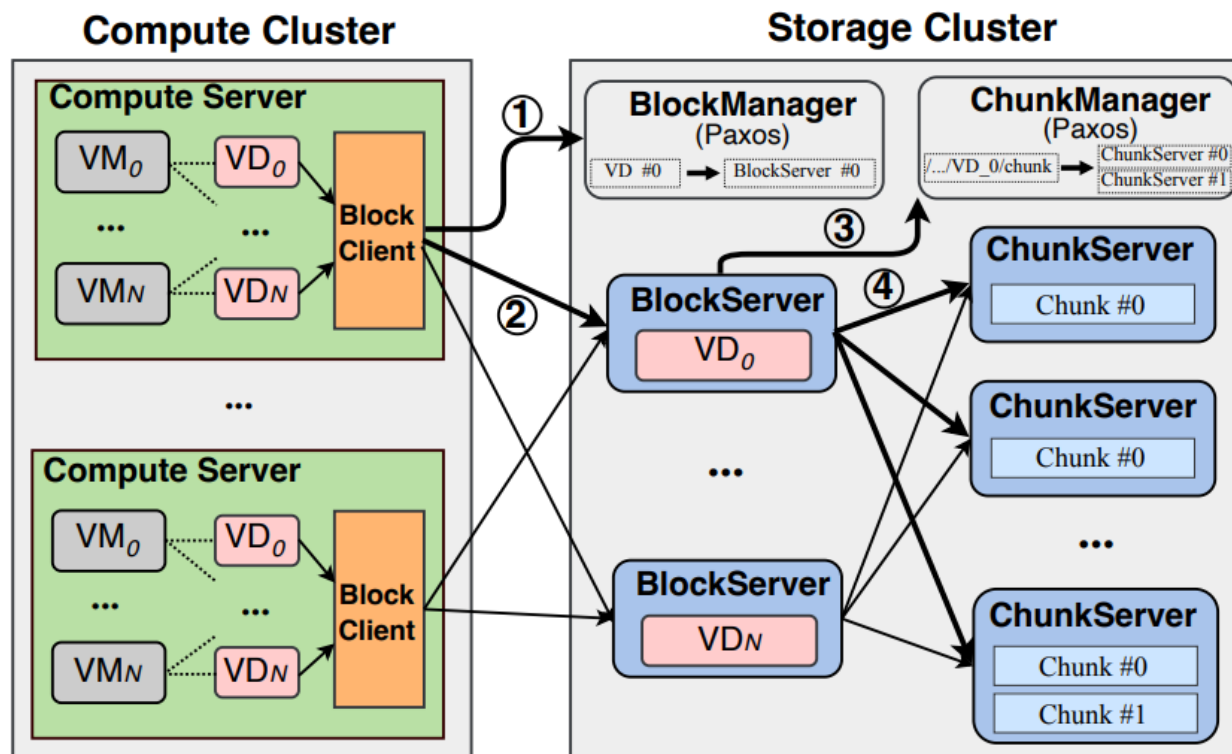 Compute Cluster
Compute Server
VM0
VD0
...
...
VMN
VDN
Block
Client
...
Compute Server
VM0
VD0
...
...
VMN
VDN
Block
Client
①
②
Storage Cluster
BlockManager
(Paxos)
VD #0
BlockServer #0
ChunkManager
(Paxos)
/.../VD_0/chunk
ChunkServer #0
ChunkServer #1
③
④
BlockServer
VD0
...
BlockServer
VDN
ChunkServer
Chunk #0
ChunkServer
Chunk #0
...
ChunkServer
Chunk #0
Chunk #1